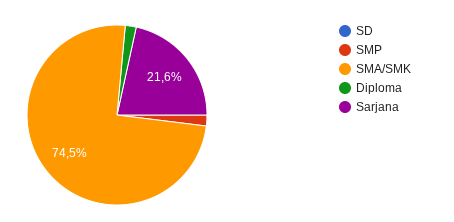 21,6%
74,5%
SD
SMP
SMA/SMK
Diploma
Sarjana